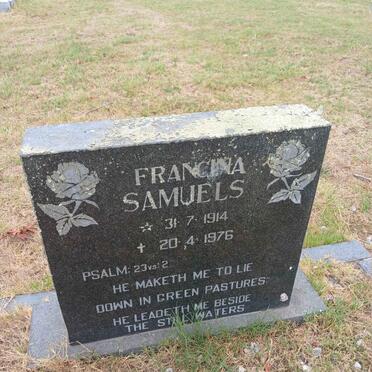 FRANCINA
SAMUELS
☆ 31·7·1914
✝ 20·4·1976
PSALM: 23 vs: 2
HE MAKETH ME TO LIE
DOWN IN GREEN PASTURES
HE LEADETH ME BESIDE
THE STILL WATERS